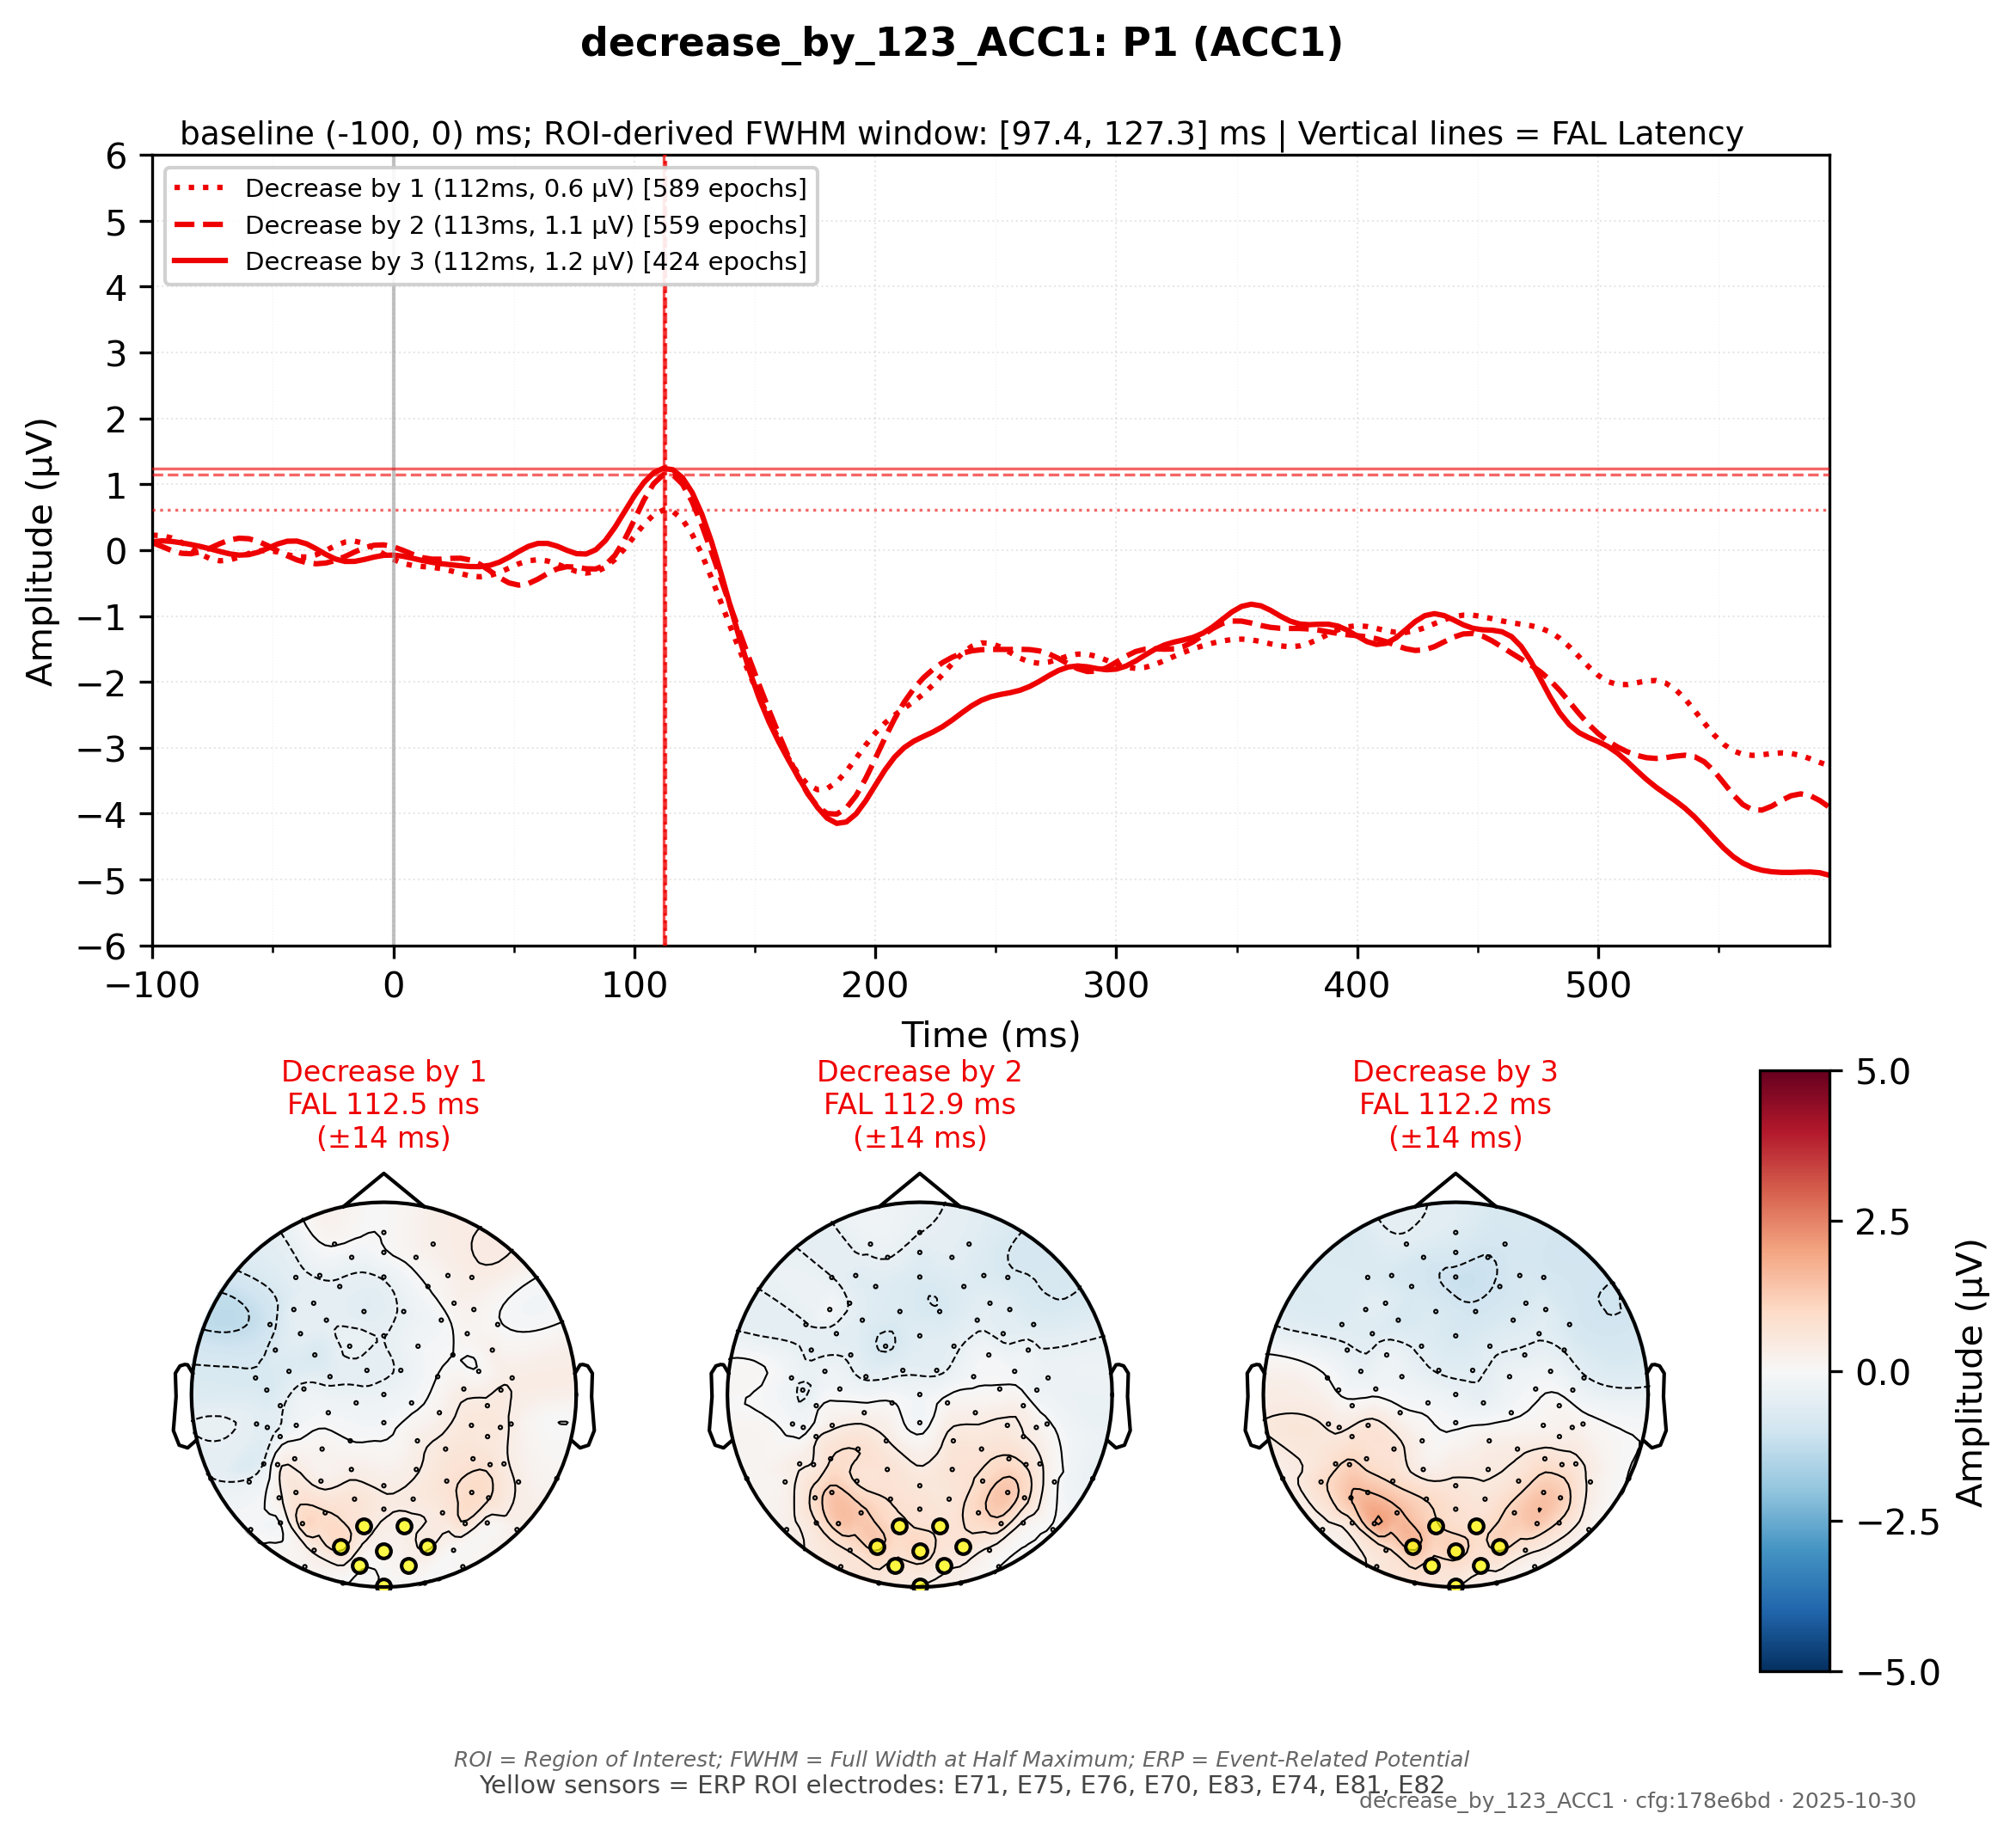 decrease_by_123_ACC1: P1 (ACC1)
baseline (-100, 0) ms; ROI-derived FWHM window: [97.4, 127.3] ms | Vertical lines = FAL Latency
Decrease by 1 (112ms, 0.6 µV) [589 epochs]
Decrease by 2 (113ms, 1.1 µV) [559 epochs]
Decrease by 3 (112ms, 1.2 µV) [424 epochs]
Amplitude (µV)
6
5
4
3
2
1
0
−1
−2
−3
−4
−5
−6
−100 0 100 200 300 400 500
Time (ms)
Decrease by 1
FAL 112.5 ms
(±14 ms)
Decrease by 2
FAL 112.9 ms
(±14 ms)
Decrease by 3
FAL 112.2 ms
(±14 ms)
5.0
2.5
0.0
−2.5
−5.0
Amplitude (µV)
ROI = Region of Interest; FWHM = Full Width at Half Maximum; ERP = Event-Related Potential
Yellow sensors = ERP ROI electrodes: E71, E75, E76, E70, E83, E74, E81, E82
decrease_by_123_ACC1 · cfg:178e6bd · 2025-10-30